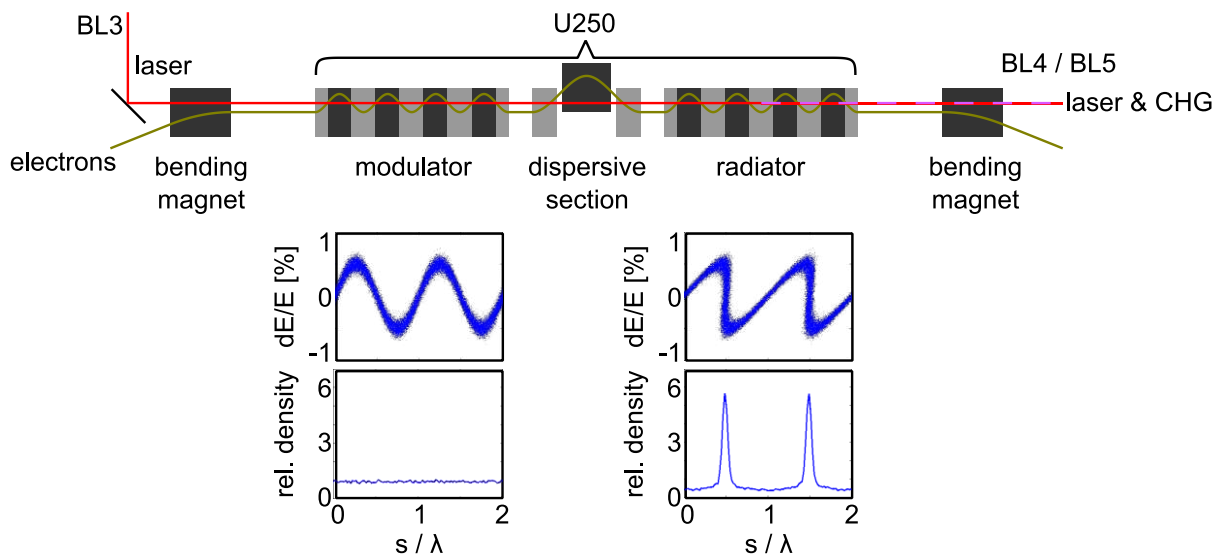 BL3
U250
laser
BL4 / BL5
laser & CHG
electrons
bending
magnet
modulator
dispersive
section
radiator
bending
magnet
dE/E [%]
1
0
-1
dE/E [%]
1
0
-1
rel. density
6
3
0
0 1 2
s / λ
rel. density
6
3
0
0 1 2
s / λ